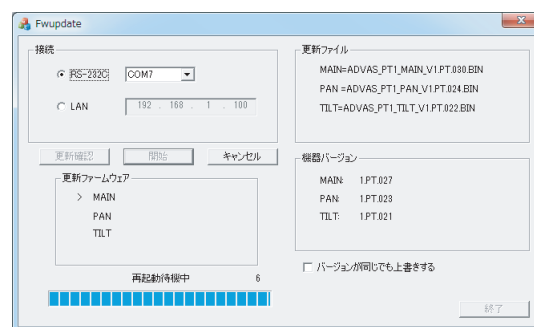 Fwupdate
接続
RS-232C COM7
LAN 192 . 168 . 1 . 100
更新確認 開始 キャンセル
更新ファームウェア
> MAIN
PAN
TILT
再起動待機中 6
更新ファイル
MAIN=ADVAS_PT1_MAIN_V1.PT.030.BIN
PAN =ADVAS_PT1_PAN_V1.PT.024.BIN
TILT=ADVAS_PT1_TILT_V1.PT.022.BIN
機器バージョン
MAIN: 1.PT.027
PAN: 1.PT.023
TILT: 1.PT.021
バージョンが同じでも上書きする
終了